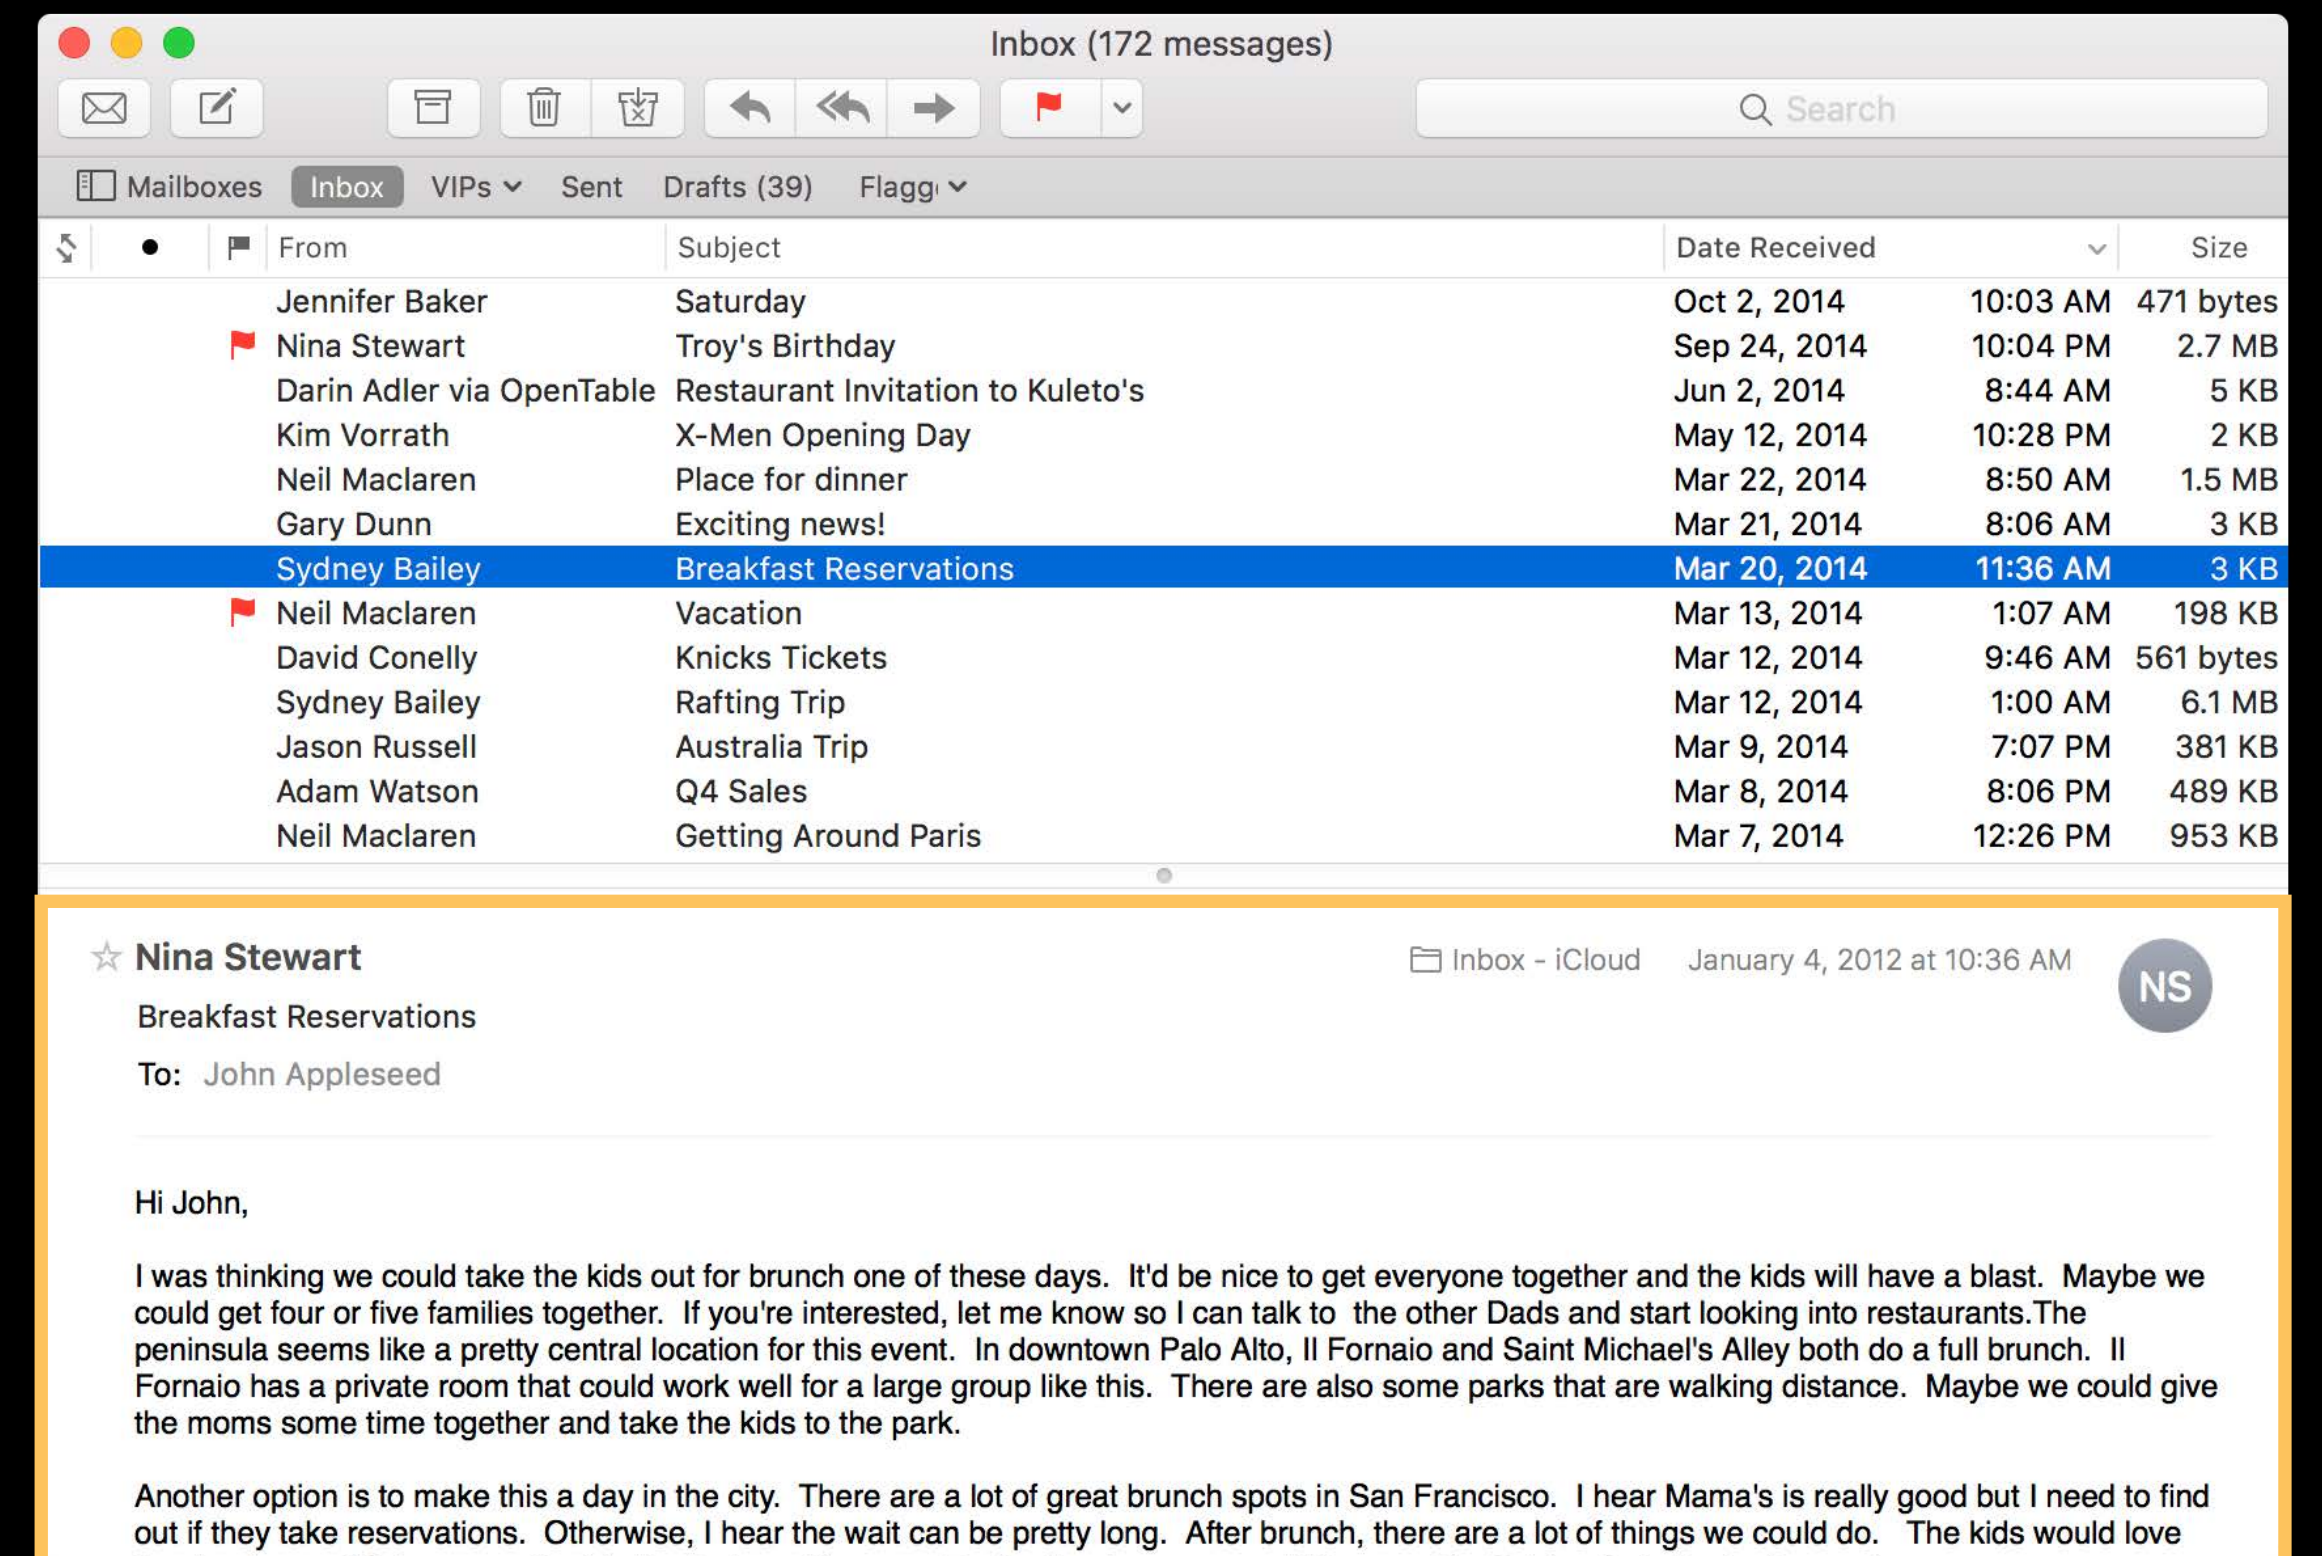 Inbox (172 messages)
Search
Mailboxes Inbox VIPs Sent Drafts (39) Flagg
From Subject Date Received Size
Jennifer Baker Saturday Oct 2, 2014 10:03 AM 471 bytes
Nina Stewart Troy's Birthday Sep 24, 2014 10:04 PM 2.7 MB
Darin Adler via OpenTable Restaurant Invitation to Kuleto's Jun 2, 2014 8:44 AM 5 KB
Kim Vorrath X-Men Opening Day May 12, 2014 10:28 PM 2 KB
Neil Maclaren Place for dinner Mar 22, 2014 8:50 AM 1.5 MB
Gary Dunn Exciting news! Mar 21, 2014 8:06 AM 3 KB
Sydney Bailey Breakfast Reservations Mar 20, 2014 11:36 AM 3 KB
Neil Maclaren Vacation Mar 13, 2014 1:07 AM 198 KB
David Conelly Knicks Tickets Mar 12, 2014 9:46 AM 561 bytes
Sydney Bailey Rafting Trip Mar 12, 2014 1:00 AM 6.1 MB
Jason Russell Australia Trip Mar 9, 2014 7:07 PM 381 KB
Adam Watson Q4 Sales Mar 8, 2014 8:06 PM 489 KB
Neil Maclaren Getting Around Paris Mar 7, 2014 12:26 PM 953 KB
Nina Stewart Inbox - iCloud January 4, 2012 at 10:36 AM NS
Breakfast Reservations
To: John Appleseed
Hi John,
I was thinking we could take the kids out for brunch one of these days. It'd be nice to get everyone together and the kids will have a blast. Maybe we
could get four or five families together. If you're interested, let me know so I can talk to the other Dads and start looking into restaurants.The
peninsula seems like a pretty central location for this event. In downtown Palo Alto, Il Fornaio and Saint Michael's Alley both do a full brunch. Il
Fornaio has a private room that could work well for a large group like this. There are also some parks that are walking distance. Maybe we could give
the moms some time together and take the kids to the park.
Another option is to make this a day in the city. There are a lot of great brunch spots in San Francisco. I hear Mama's is really good but I need to find
out if they take reservations. Otherwise, I hear the wait can be pretty long. After brunch, there are a lot of things we could do. The kids would love